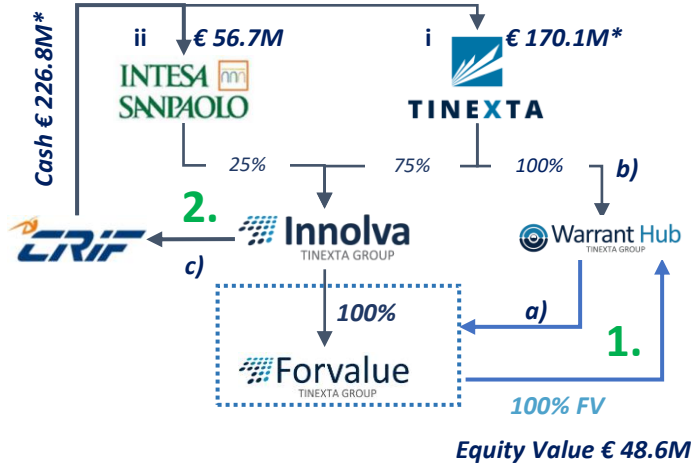 ii € 56.7M i € 170.1M*
INTESA
SANPAOLO
TINEXTA
Cash € 226.8M*
25% 75% 100% b)
2.
CRIF
Innolva
TINEXTA GROUP
Warrant Hub
TINEXTA GROUP
c)
100%
a)
1.
Forvalue
TINEXTA GROUP
100% FV
Equity Value € 48.6M